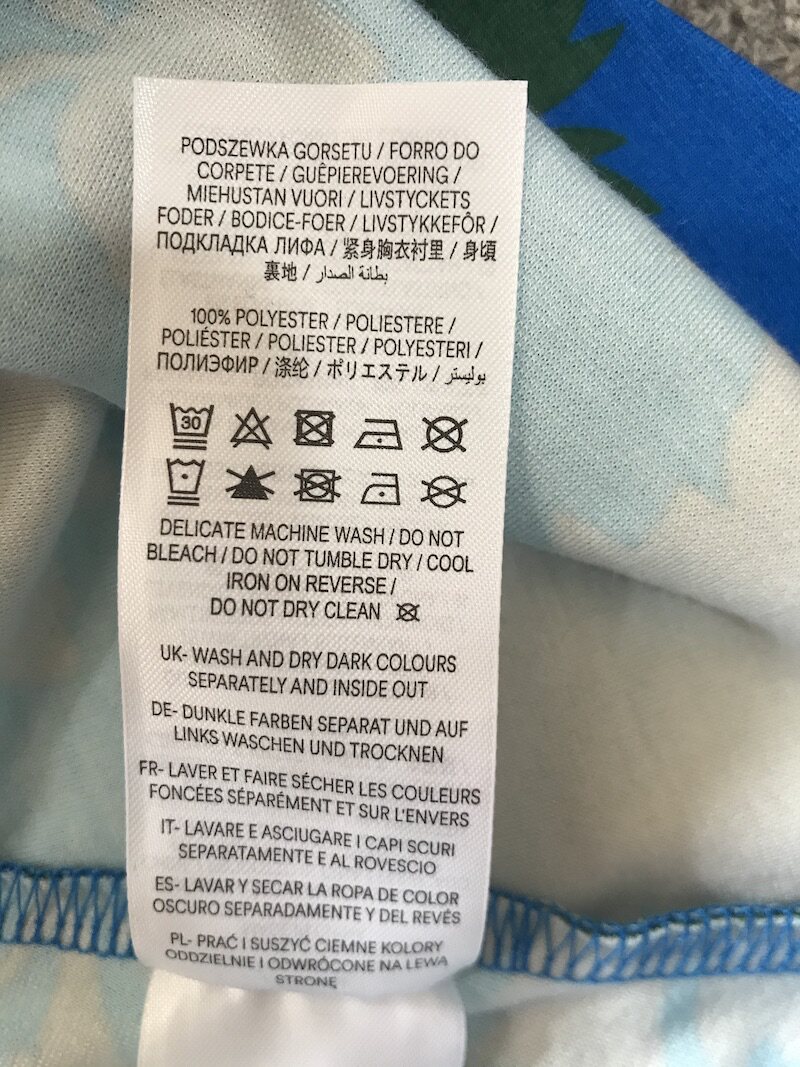 PODSZEWKA GORSETU / FORRO DO
CORPETE / GUÊPIEREVOERING /
MIEHUSTAN VUORI / LIVSTYCKETS
FODER / BODICE-FOER / LIVSTYKKEFÔR /
ПОДКЛАДКА ЛИФА / 紧身胸衣衬里 / 身頃
裏地 / بطانة الصدار
100% POLYESTER / POLIESTERE /
POLIÉSTER / POLIESTER / POLYESTERI /
ПОЛИЭФИР / 涤纶 / ポリエステル / بوليستر
30
DELICATE MACHINE WASH / DO NOT
BLEACH / DO NOT TUMBLE DRY / COOL
IRON ON REVERSE /
DO NOT DRY CLEAN
UK- WASH AND DRY DARK COLOURS
SEPARATELY AND INSIDE OUT
DE- DUNKLE FARBEN SEPARAT UND AUF
LINKS WASCHEN UND TROCKNEN
FR- LAVER ET FAIRE SÉCHER LES COULEURS
FONCÉES SÉPARÉMENT ET SUR L'ENVERS
IT- LAVARE E ASCIUGARE I CAPI SCURI
SEPARATAMENTE E AL ROVESCIO
ES- LAVAR Y SECAR LA ROPA DE COLOR
OSCURO SEPARADAMENTE Y DEL REVÉS
PL- PRAĆ I SUSZYĆ CIEMNE KOLORY
ODDZIELNIE I ODWRÓCONE NA LEWA
STRONĘ